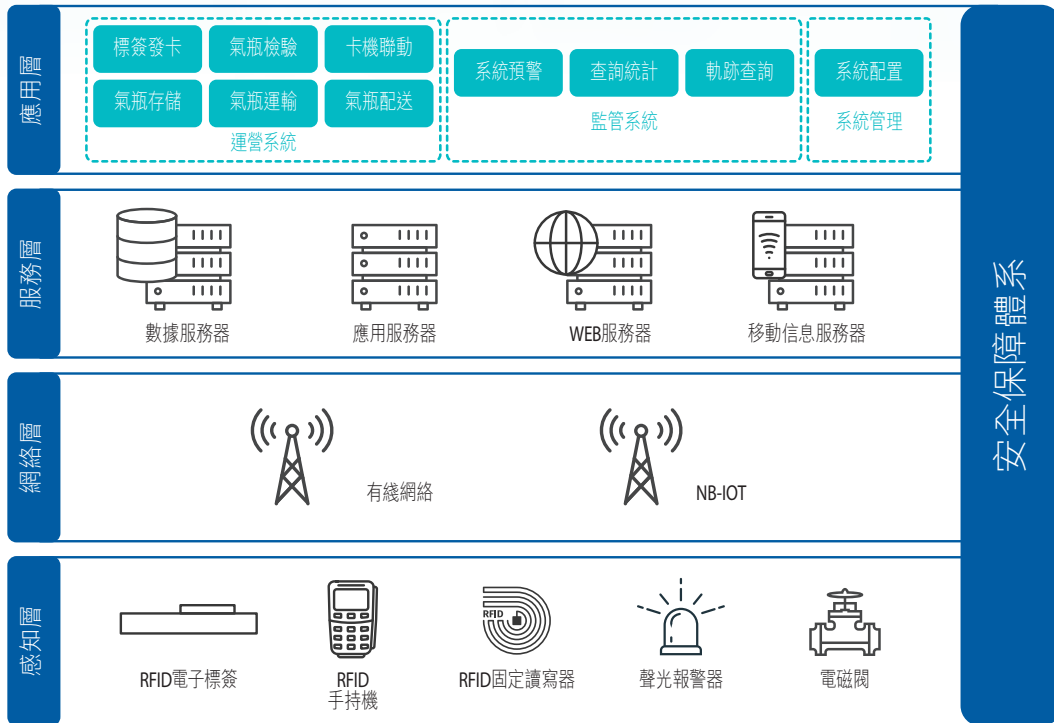 應用層
標簽發卡
氣瓶檢驗
卡機聯動
氣瓶存儲
氣瓶運輸
氣瓶配送
運營系統
系統預警
查詢統計
軌跡查詢
監管系統
系統配置
系統管理
服務層
數據服務器
應用服務器
WEB服務器
移動信息服務器
網絡層
有綫網絡
NB-IOT
感知層
RFID電子標簽
RFID
手持機
RFID
RFID固定讀寫器
聲光報警器
電磁閥
安全保障體系